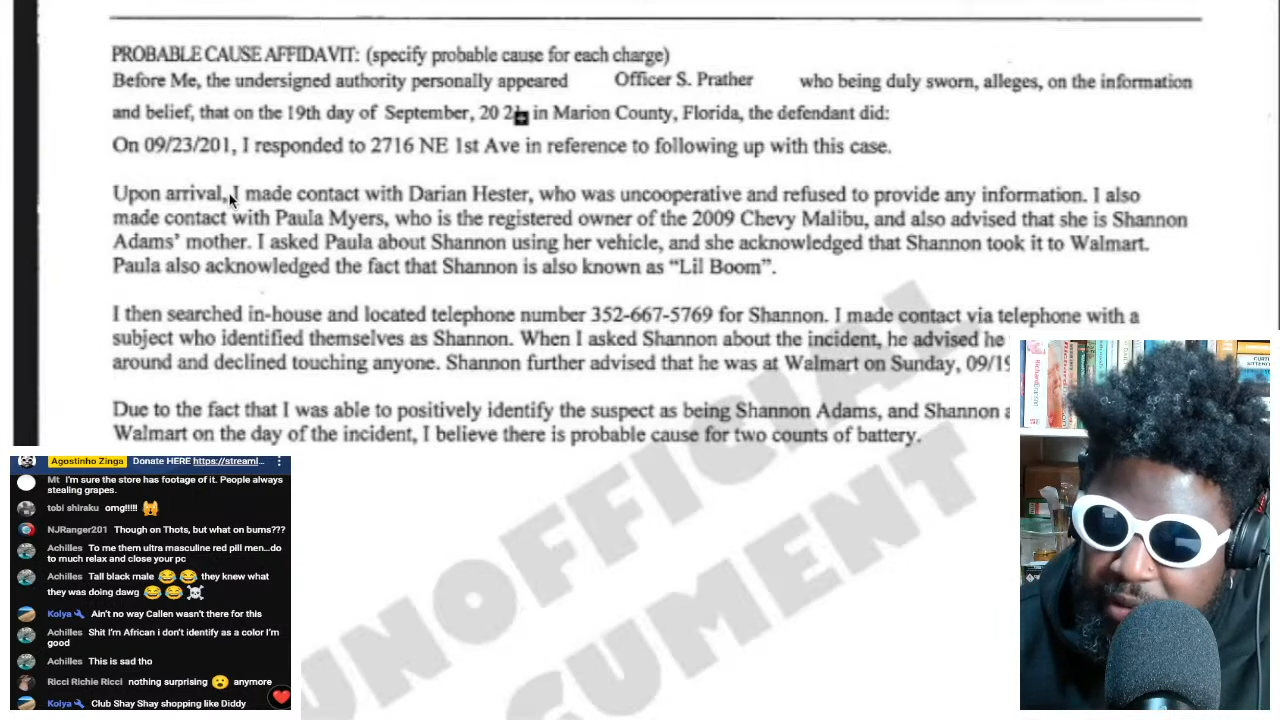 PROBABLE CAUSE AFFIDAVIT: (specify probable cause for each charge)
Before Me, the undersigned authority personally appeared Officer S. Prather who being duly sworn, alleges, on the information
and belief, that on the 19th day of September, 20 21 in Marion County, Florida, the defendant did:
On 09/23/201, I responded to 2716 NE 1st Ave in reference to following up with this case.
Upon arrival, I made contact with Darian Hester, who was uncooperative and refused to provide any information. I also
made contact with Paula Myers, who is the registered owner of the 2009 Chevy Malibu, and also advised that she is Shannon
Adams' mother. I asked Paula about Shannon using her vehicle, and she acknowledged that Shannon took it to Walmart.
Paula also acknowledged the fact that Shannon is also known as “Lil Boom”.
I then searched in-house and located telephone number 352-667-5769 for Shannon. I made contact via telephone with a
subject who identified themselves as Shannon. When I asked Shannon about the incident, he advised he
around and declined touching anyone. Shannon further advised that he was at Walmart on Sunday, 09/19
Due to the fact that I was able to positively identify the suspect as being Shannon Adams, and Shannon a
Walmart on the day of the incident, I believe there is probable cause for two counts of battery.
UNOFFICIAL
CUMENT
Agostinho Zinga Donate HERE https://streaml...
Mt I'm sure the store has footage of it. People always
stealing grapes.
tobi shiraku omg!!!!! 🙀
NJRanger201 Though on Thots, but what on bums???
Achilles To me them ultra masculine red pill men...do
to much relax and close your pc
Achilles Tall black male 😂 😂 they knew what
they was doing dawg 😂 😂 ☠️
Kolya Ain't no way Callen wasn't there for this
Achilles Shit I'm African i don't identify as a color I'm
good
Achilles This is sad tho
Ricci Richie Ricci nothing surprising 😮 anymore
Kolya Club Shay Shay shopping like Diddy